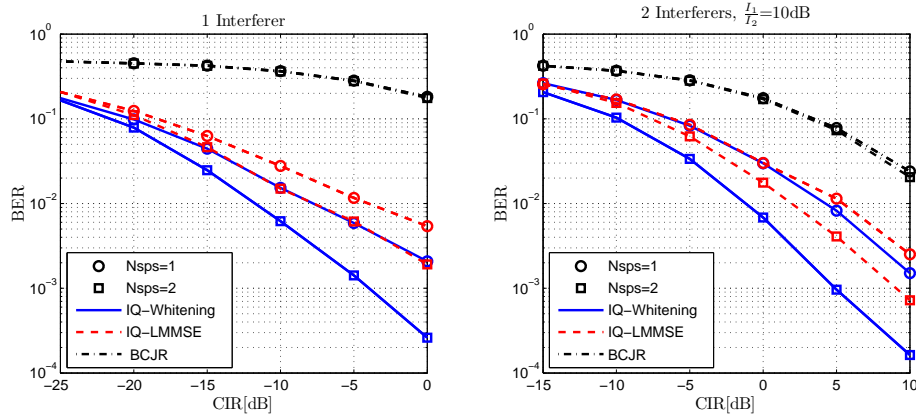 1 Interferer
BER
10^0
10^-1
10^-2
10^-3
10^-4
Nsps=1
Nsps=2
IQ-Whitening
IQ-LMMSE
BCJR
-25 -20 -15 -10 -5 0
CIR[dB]
2 Interferers, I_1/I_2=10dB
BER
10^0
10^-1
10^-2
10^-3
10^-4
Nsps=1
Nsps=2
IQ-Whitening
IQ-LMMSE
BCJR
-15 -10 -5 0 5 10
CIR[dB]